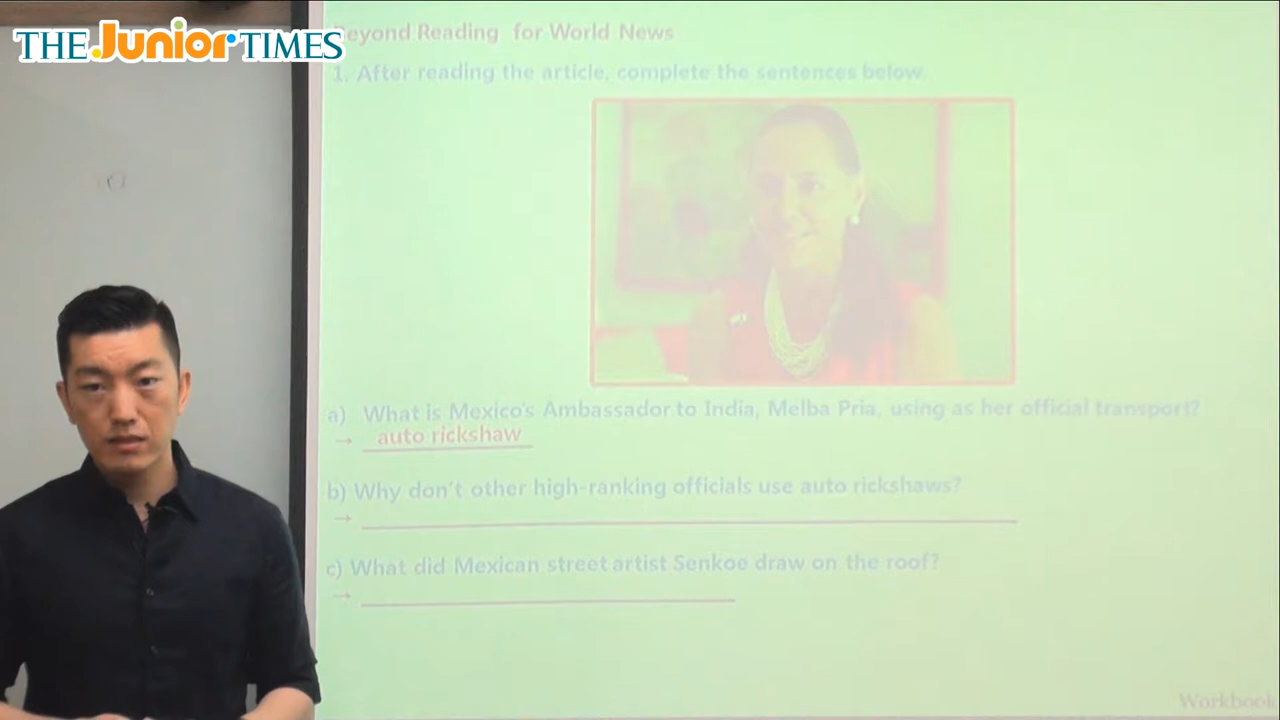 THE Junior TIMES
Beyond Reading for World News
1. After reading the article, complete the sentences below.
a) What is Mexico's Ambassador to India, Melba Pria, using as her official transport?
→ auto rickshaw
b) Why don't other high-ranking officials use auto rickshaws?
→
c) What did Mexican street artist Senkoe draw on the roof?
→
Workbook